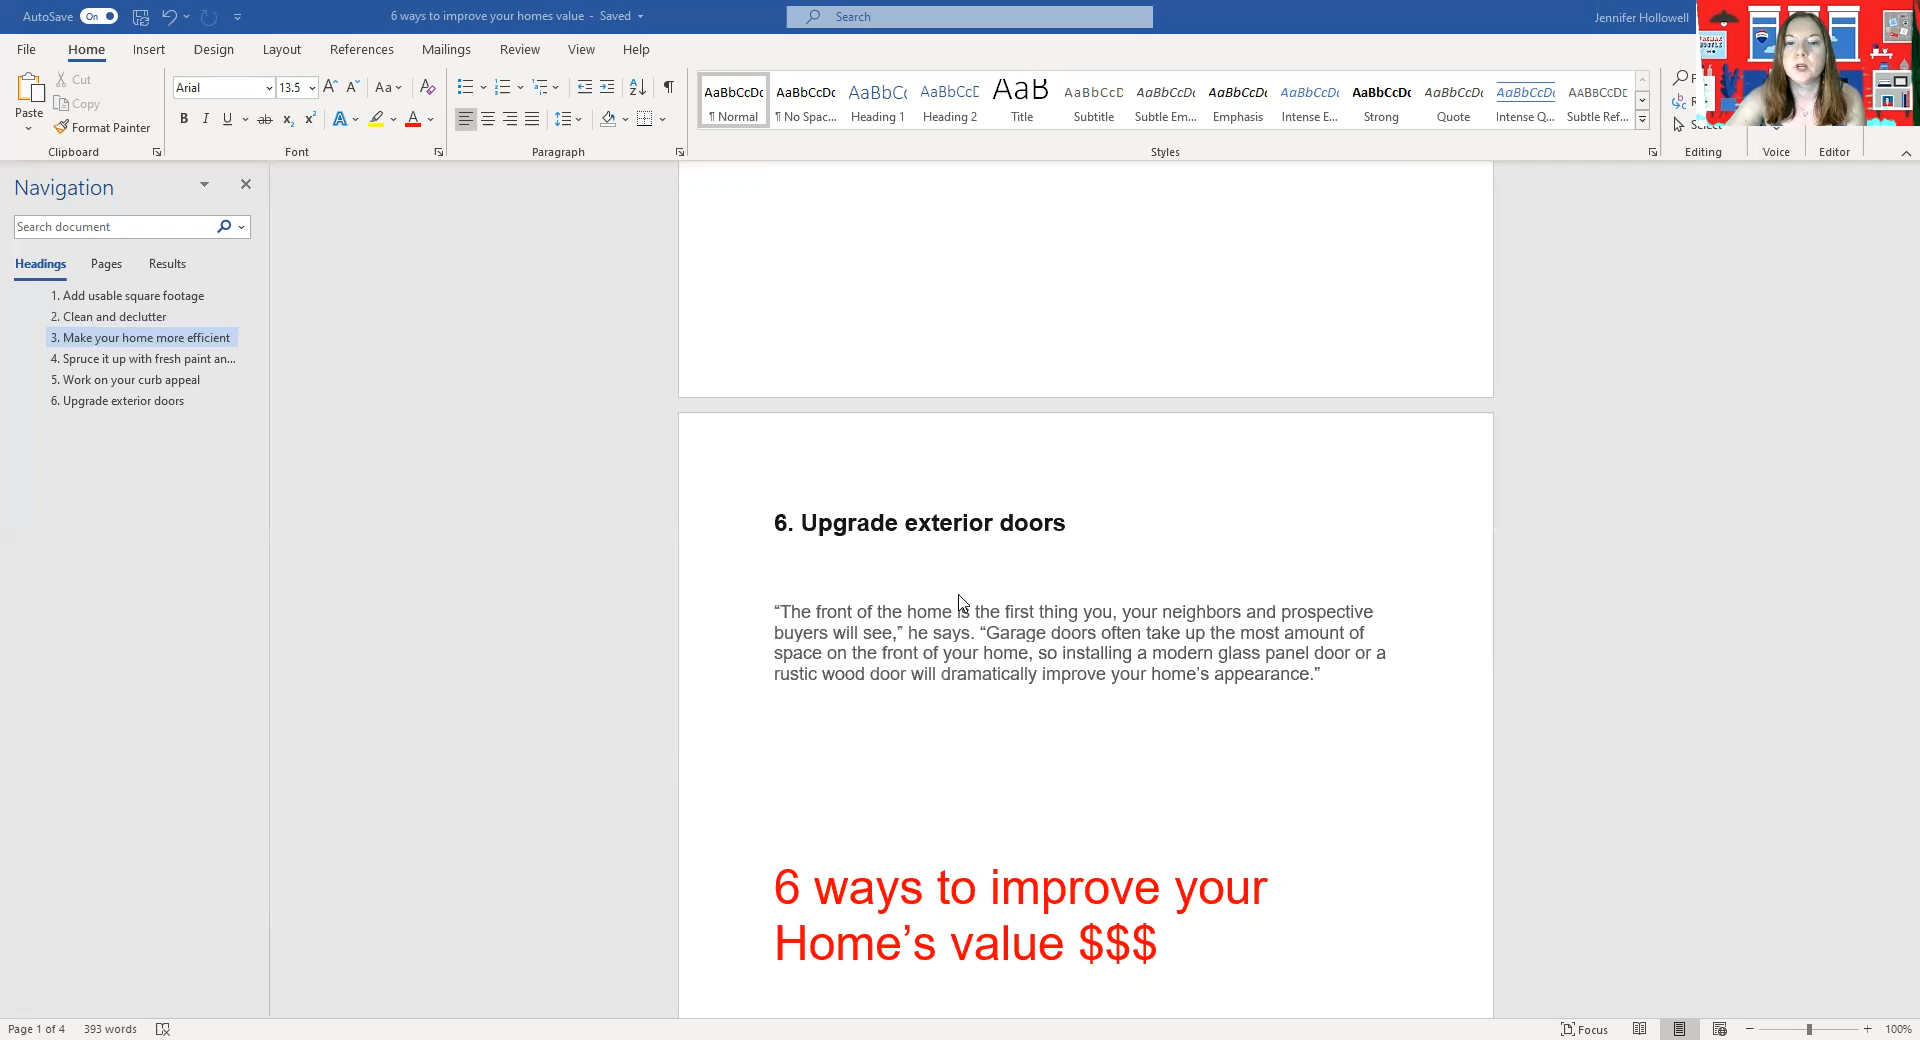 AutoSave On 6 ways to improve your homes value - Saved Search Jennifer Hollowell
File Home Insert Design Layout References Mailings Review View Help
Paste Cut Copy Format Painter
Arial 13.5 Aa
B I U ab x₂ x² A A
AaBbCcDc ¶ Normal
AaBbCcDc ¶ No Spac...
AaBbCc Heading 1
AaBbCcD Heading 2
AaB Title
AaBbCcD Subtitle
AaBbCcDc Subtle Em...
AaBbCcDc Emphasis
AaBbCcDc Intense E...
AaBbCcDc Strong
AaBbCcDc Quote
AaBbCcDc Intense Q...
AaBbCcDc Subtle Ref...
Select
Clipboard Font Paragraph Styles Editing Voice Editor
Navigation
Search document
Headings Pages Results
1. Add usable square footage
2. Clean and declutter
3. Make your home more efficient
4. Spruce it up with fresh paint an...
5. Work on your curb appeal
6. Upgrade exterior doors
6. Upgrade exterior doors
“The front of the home is the first thing you, your neighbors and prospective
buyers will see,” he says. “Garage doors often take up the most amount of
space on the front of your home, so installing a modern glass panel door or a
rustic wood door will dramatically improve your home’s appearance.”
6 ways to improve your
Home’s value $$$
Page 1 of 4 393 words Focus 100%